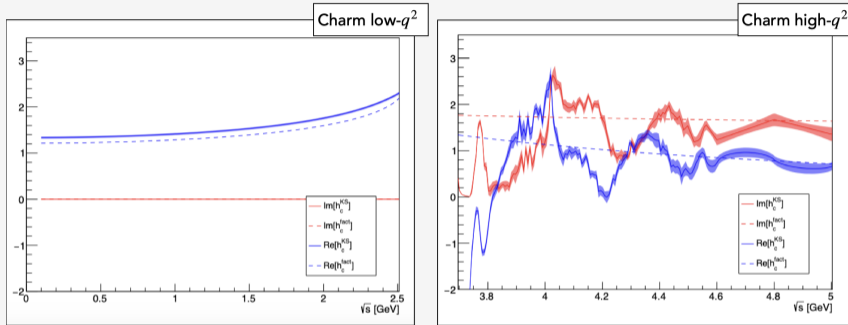 Charm low-q²
3
2
1
0
−1
−2
0
0.5
1
1.5
2
2.5
√s [GeV]
Im[h_c^KS]
Im[h_c^fact]
Re[h_c^KS]
Re[h_c^fact]
Charm high-q²
3
2
1
0
−1
−2
3.8
4
4.2
4.4
4.6
4.8
5
√s [GeV]
Im[h_c^KS]
Im[h_c^fact]
Re[h_c^KS]
Re[h_c^fact]